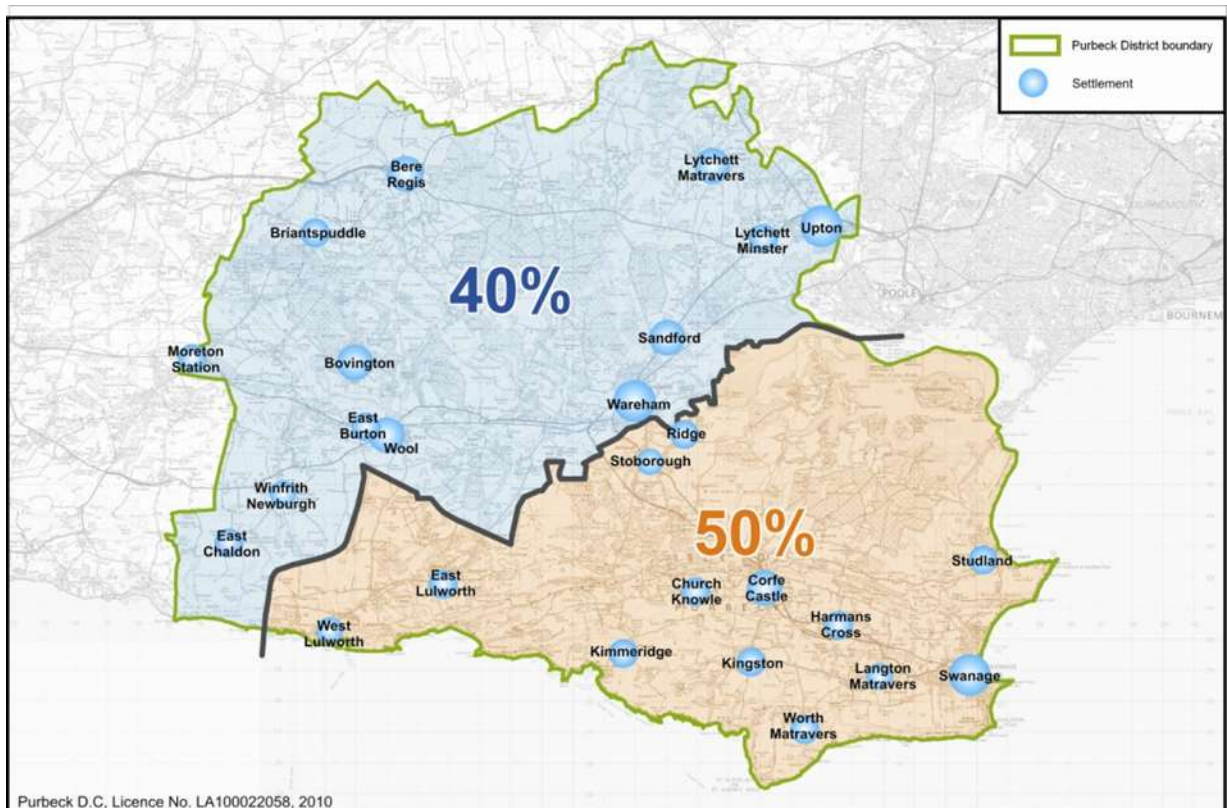 Purbeck District boundary
Settlement
Bere
Regis
Lytchett
Matravers
Briantspuddle
Lytchett
Minster
Upton
40%
POOLE
BOURNEM
Sandford
Moreton
Station
Bovington
Wareham
East
Burton
Wool
Ridge
Stoborough
Winfrith
Newburgh
50%
East
Chaldon
Studland
East
Lulworth
Church
Knowle
Corfe
Castle
Harmans
Cross
West
Lulworth
Kimmeridge
Kingston
Langton
Matravers
Swanage
Worth
Matravers
Purbeck D.C, Licence No. LA100022058, 2010